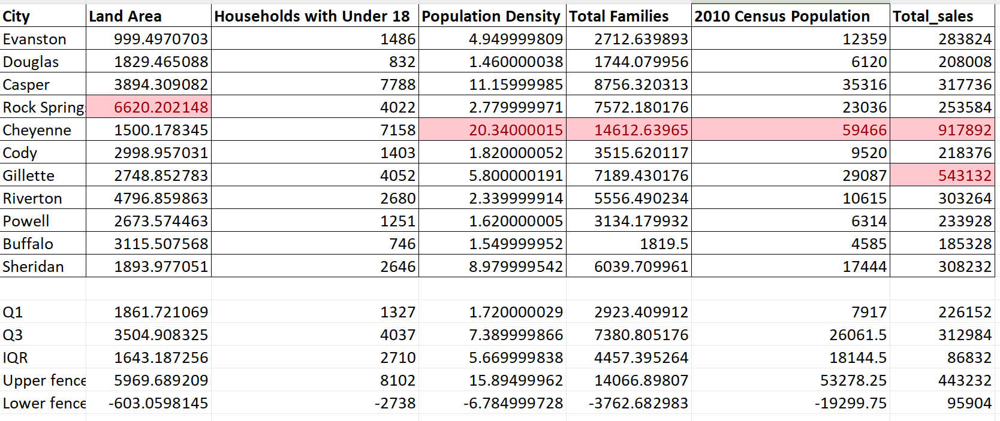 City Land Area Households with Under 18 Population Density Total Families 2010 Census Population Total_sales
Evanston 999.4970703 1486 4.949999809 2712.639893 12359 283824
Douglas 1829.465088 832 1.460000038 1744.079956 6120 208008
Casper 3894.309082 7788 11.15999985 8756.320313 35316 317736
Rock Spring 6620.202148 4022 2.779999971 7572.180176 23036 253584
Cheyenne 1500.178345 7158 20.34000015 14612.63965 59466 917892
Cody 2998.957031 1403 1.820000052 3515.620117 9520 218376
Gillette 2748.852783 4052 5.800000191 7189.430176 29087 543132
Riverton 4796.859863 2680 2.339999914 5556.490234 10615 303264
Powell 2673.574463 1251 1.620000005 3134.179932 6314 233928
Buffalo 3115.507568 746 1.549999952 1819.5 4585 185328
Sheridan 1893.977051 2646 8.979999542 6039.709961 17444 308232
Q1 1861.721069 1327 1.720000029 2923.409912 7917 226152
Q3 3504.908325 4037 7.389999866 7380.805176 26061.5 312984
IQR 1643.187256 2710 5.669999838 4457.395264 18144.5 86832
Upper fence 5969.689209 8102 15.89499962 14066.89807 53278.25 443232
Lower fence -603.0598145 -2738 -6.784999728 -3762.682983 -19299.75 95904